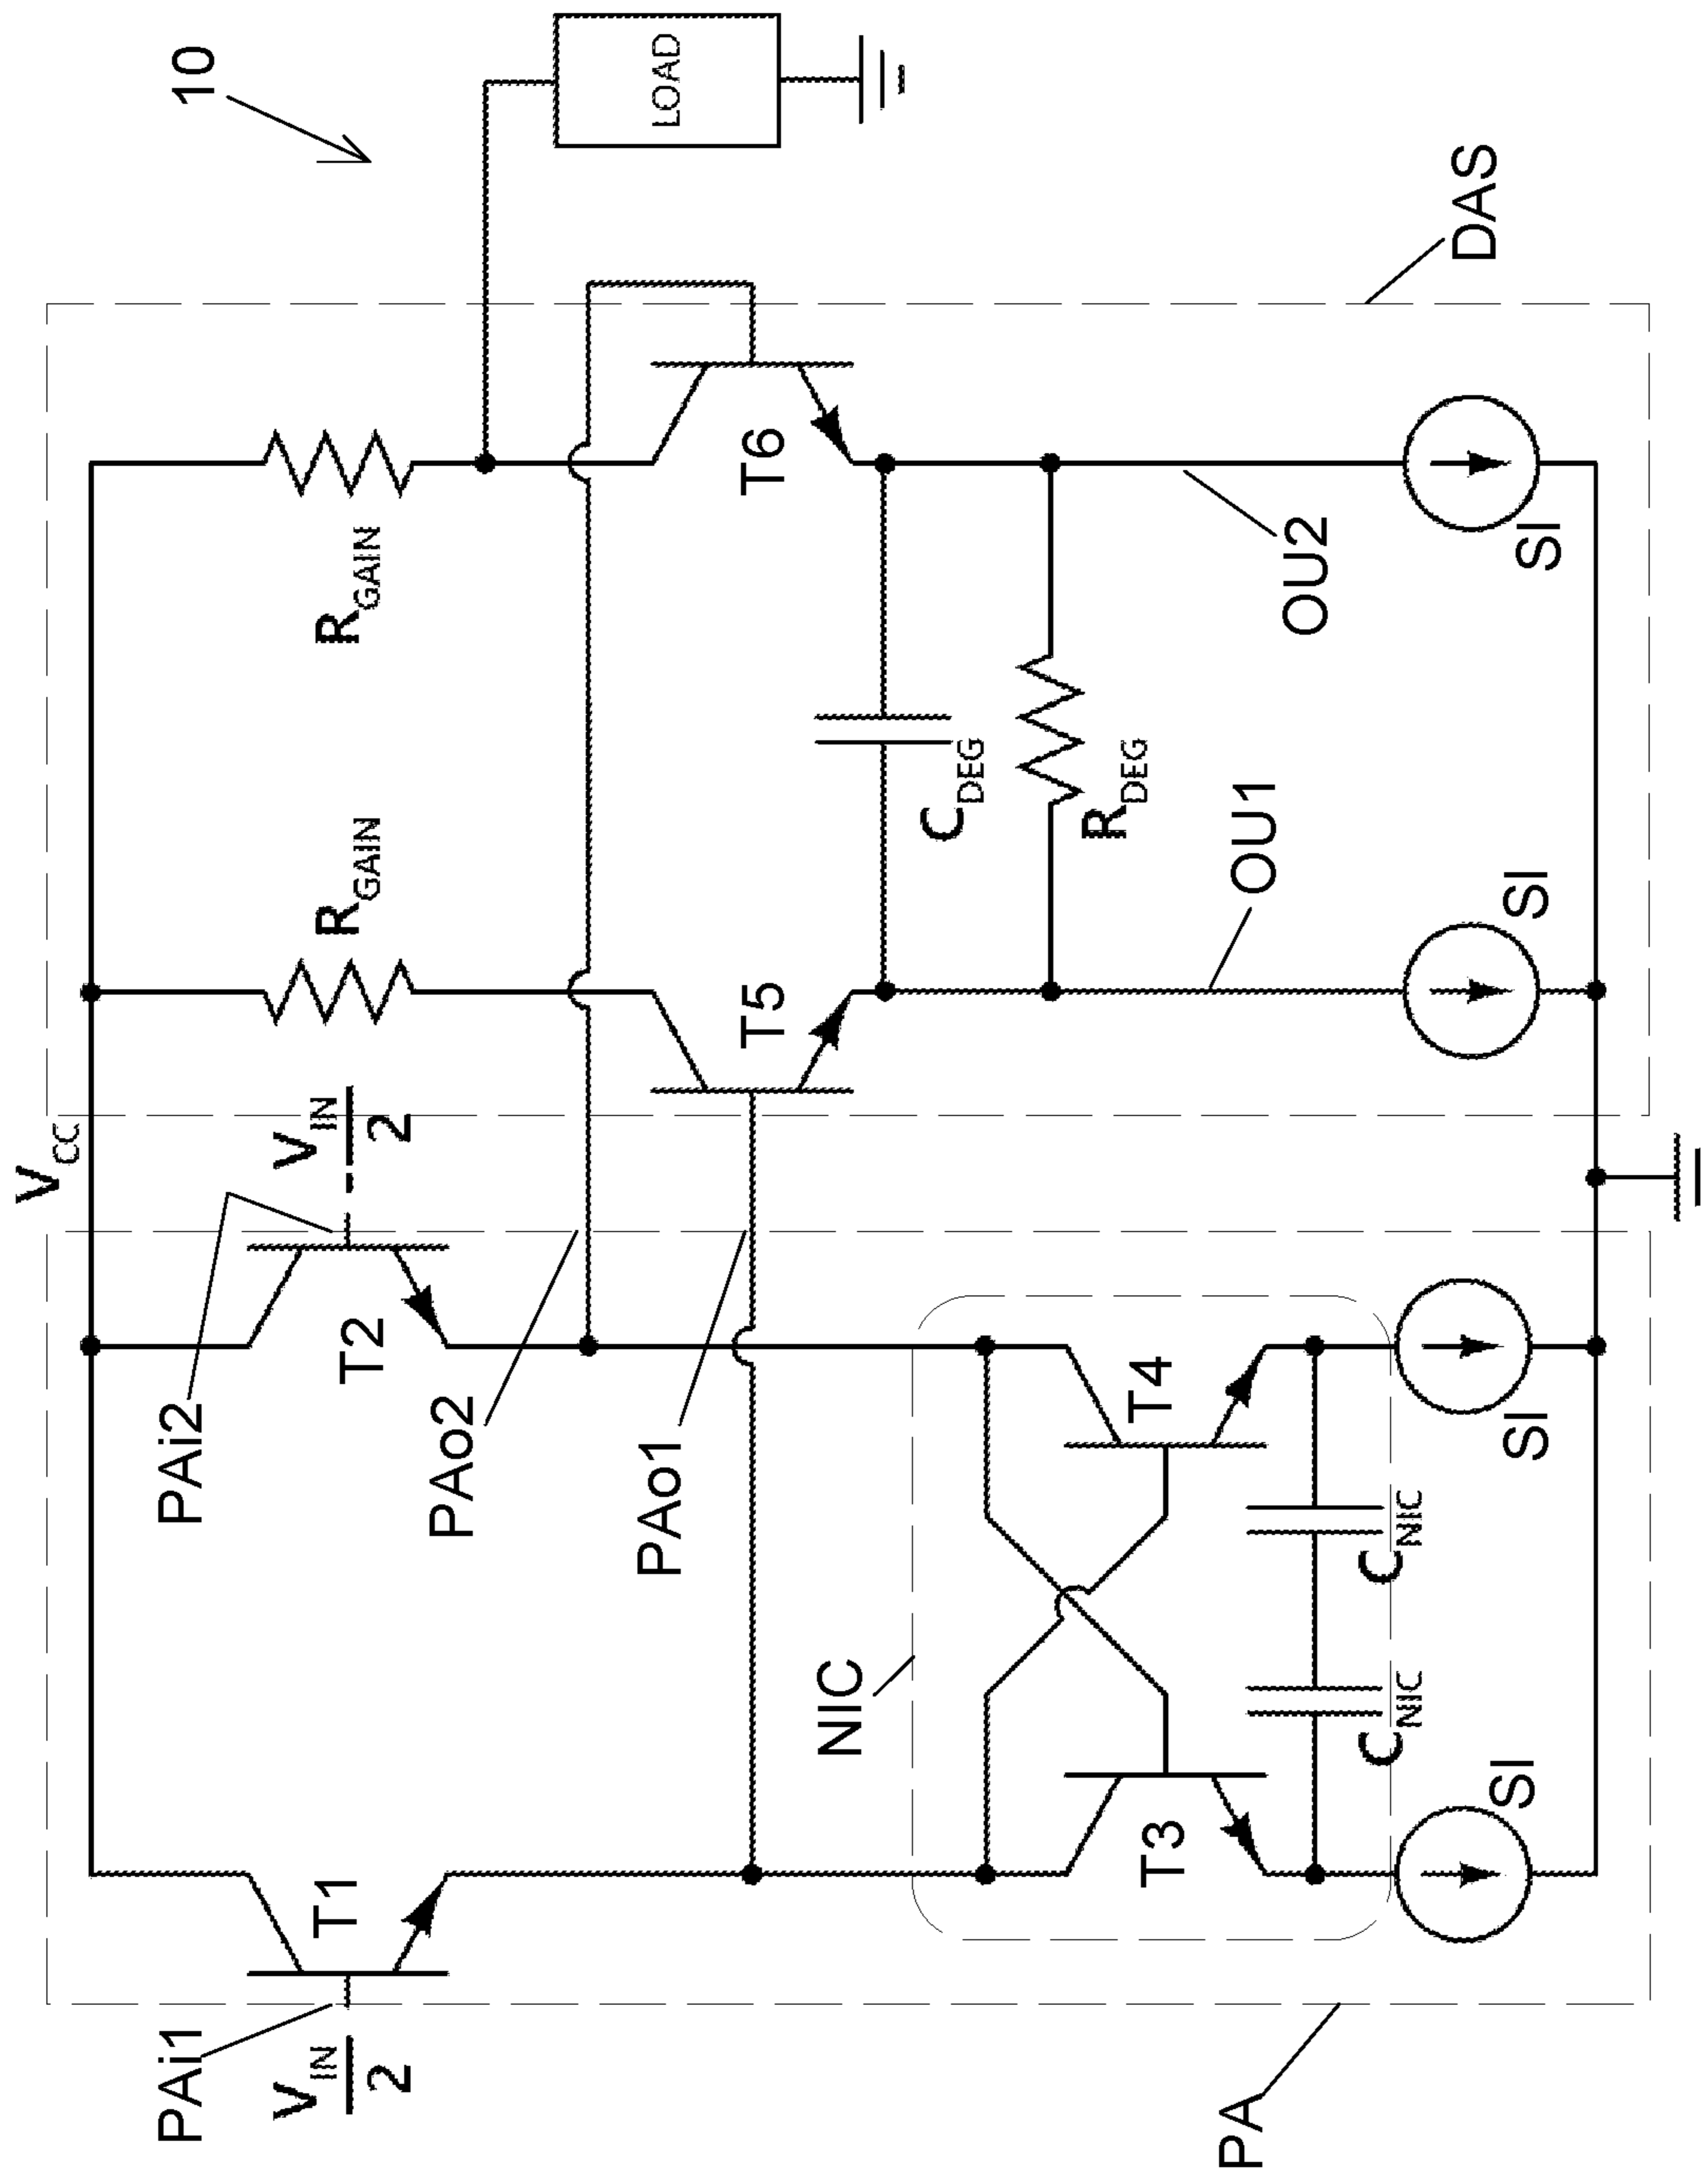 10
LOAD
DAS
V_CC
R_GAIN
R_GAIN
T6
T5
C_DEG
R_DEG
OU2
OU1
SI
SI
PAi1
V_IN
2
PAi2
- V_IN
2
T1
T2
PAo2
PAo1
NIC
T3
T4
C_NIC
C_NIC
SI
SI
PA